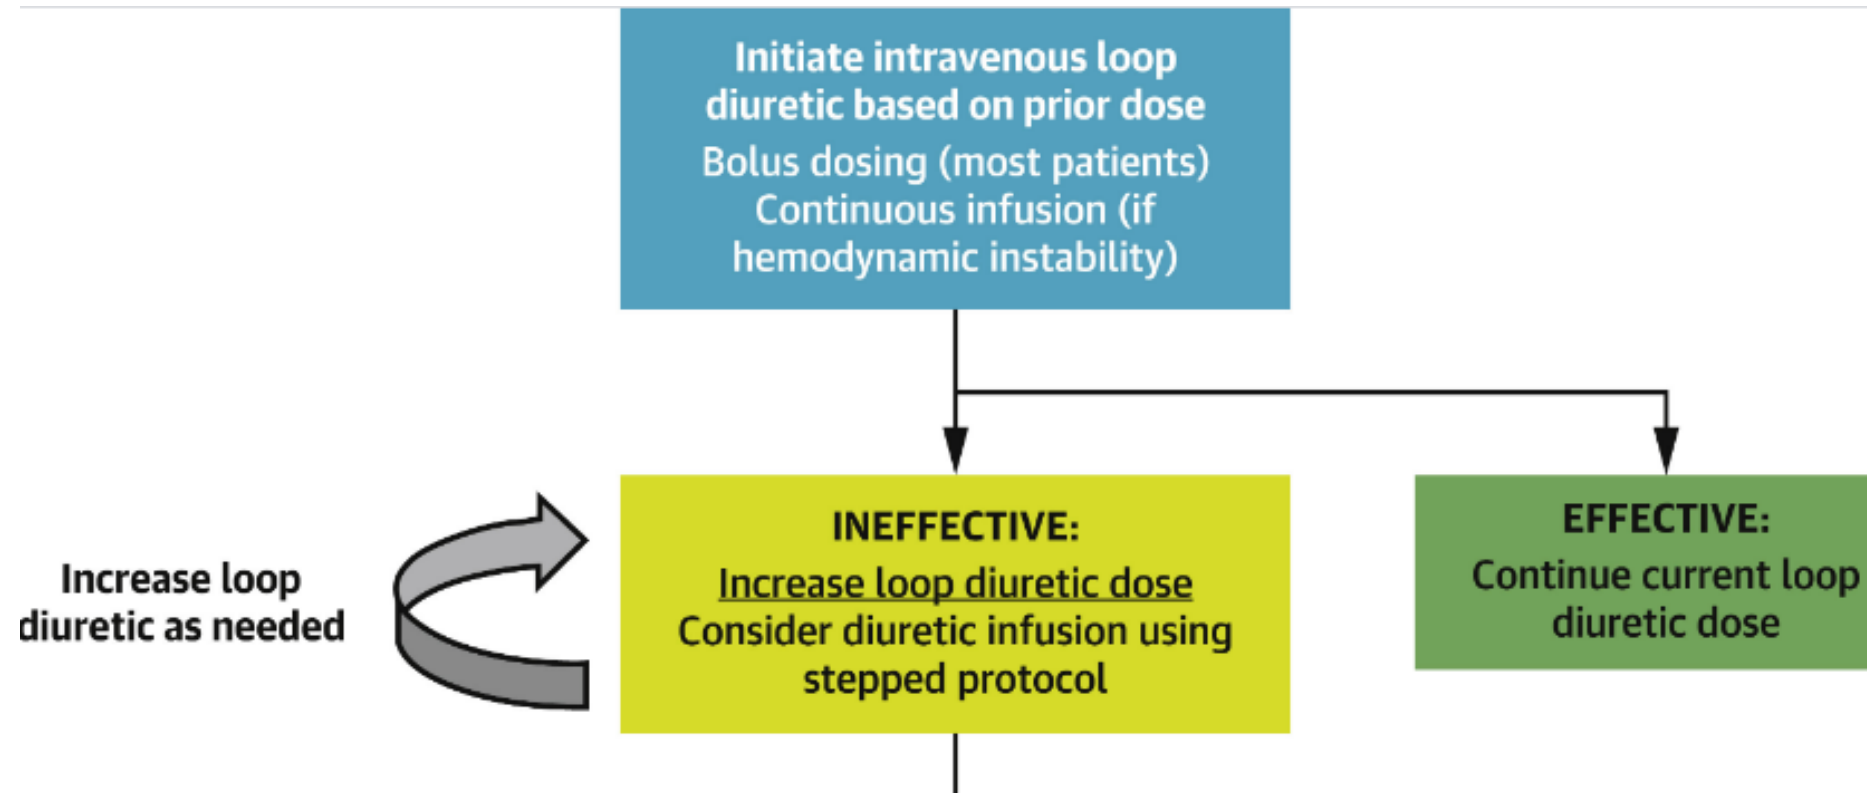 Initiate intravenous loop
diuretic based on prior dose
Bolus dosing (most patients)
Continuous infusion (if
hemodynamic instability)
Increase loop
diuretic as needed
INEFFECTIVE:
Increase loop diuretic dose
Consider diuretic infusion using
stepped protocol
EFFECTIVE:
Continue current loop
diuretic dose